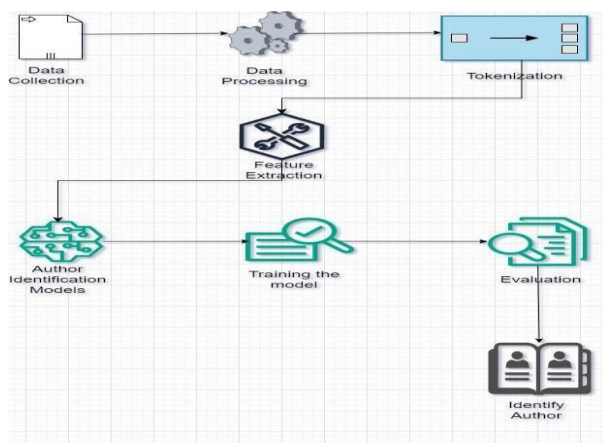 Data
Collection
Data
Processing
Tokenization
Feature
Extraction
Author
Identification
Models
Training the
model
Evaluation
Identify
Author